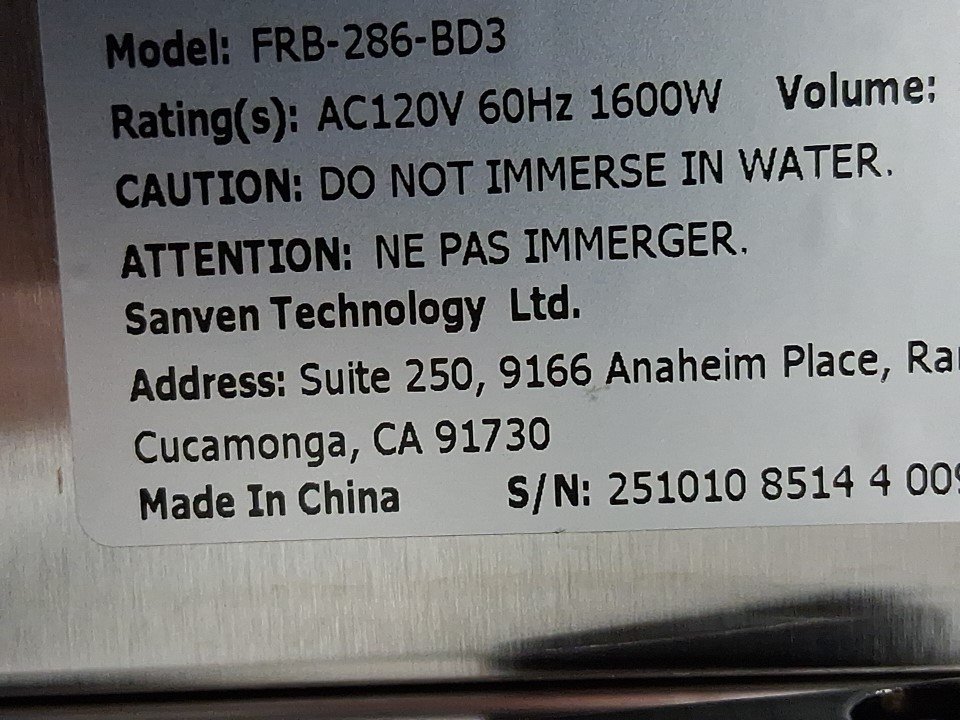 Model: FRB-286-BD3
Rating(s): AC120V 60Hz 1600W Volume:
CAUTION: DO NOT IMMERSE IN WATER.
ATTENTION: NE PAS IMMERGER.
Sanven Technology Ltd.
Address: Suite 250, 9166 Anaheim Place,
Cucamonga, CA 91730
Made In China S/N: 251010 8514 4